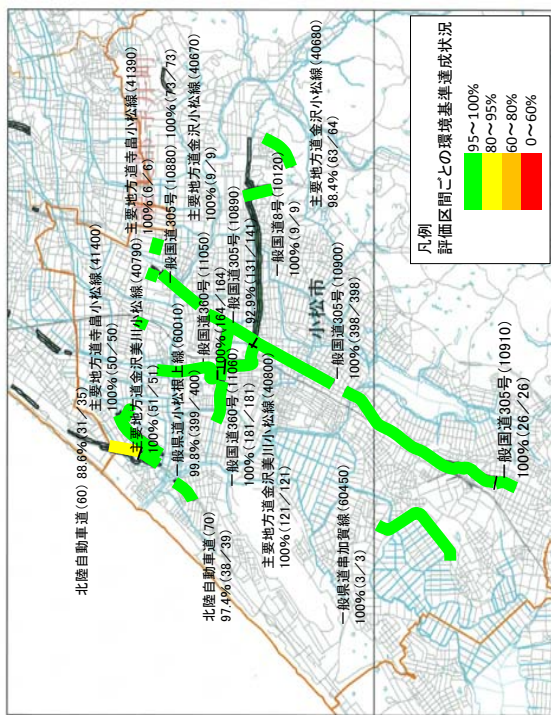 主要地方道寺畠小松線(41390)
100%(6／6)
一般国道305号(10880) 100%(73／73)
主要地方道金沢小松線(40670)
100%(9／9)
主要地方道金沢小松線(40680)
98.4%(63／64)
一般国道8号(10120)
100%(9／9)
主要地方道寺畠小松線(41400)
100%(50／50)
主要地方道金沢美川小松線(40790)
100%(51／51)
一般国道360号(11050)
100%(164／164)
一般国道305号(10890)
92.9%(131／141)
北陸自動車道(60) 88.6%(31／35)
一般県道小松根上線(60010)
99.8%(399／400)
一般国道360号(11060)
100%(181／181)
主要地方道金沢美川小松線(40800)
100%(121／121)
北陸自動車道(70)
97.4%(38／39)
小松市
一般国道305号(10900)
100%(398／398)
一般県道串加賀線(60450)
100%(3／3)
一般国道305号(10910)
100%(26／26)
凡例
評価区間ごとの環境基準達成状況
95～100%
80～95%
60～80%
0～60%